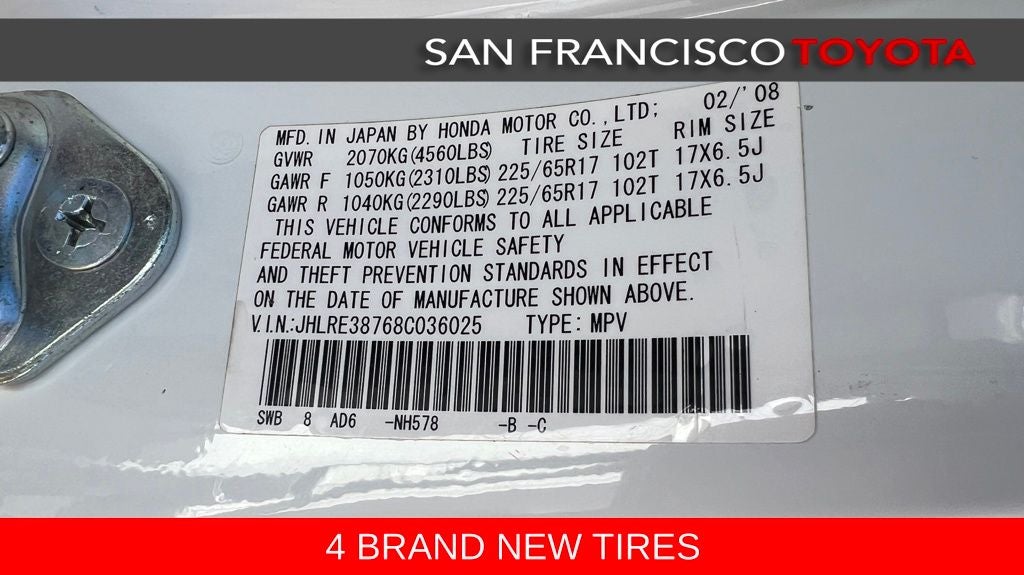 SAN FRANCISCO TOYOTA
MFD. IN JAPAN BY HONDA MOTOR CO.,LTD; 02/'08
GVWR 2070KG(4560LBS) TIRE SIZE RIM SIZE
GAWR F 1050KG(2310LBS) 225/65R17 102T 17X6.5J
GAWR R 1040KG(2290LBS) 225/65R17 102T 17X6.5J
THIS VEHICLE CONFORMS TO ALL APPLICABLE
FEDERAL MOTOR VEHICLE SAFETY
AND THEFT PREVENTION STANDARDS IN EFFECT
ON THE DATE OF MANUFACTURE SHOWN ABOVE.
V.I.N.:JHLRE38768C036025 TYPE: MPV
SWB 8 AD6 -NH578 -B -C
4 BRAND NEW TIRES